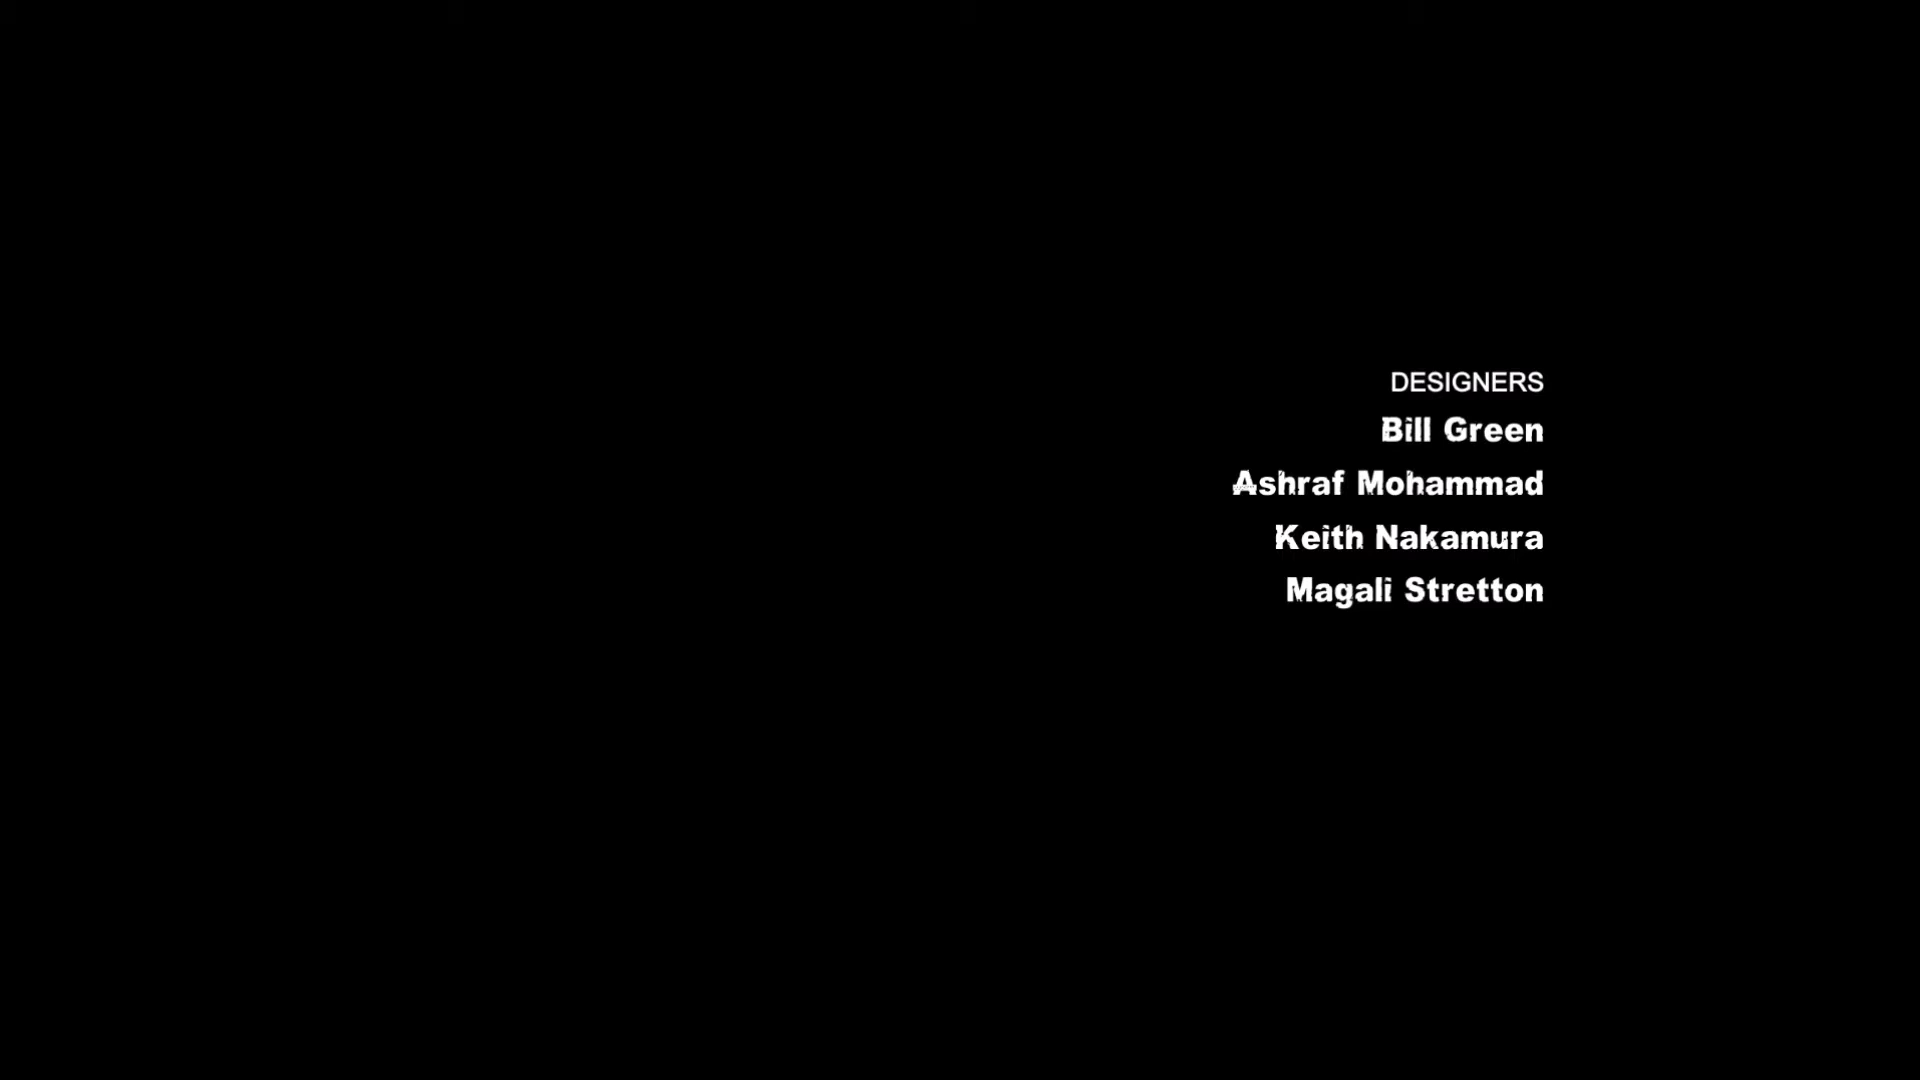 DESIGNERS
Bill Green
Ashraf Mohammad
Keith Nakamura
Magali Stretton